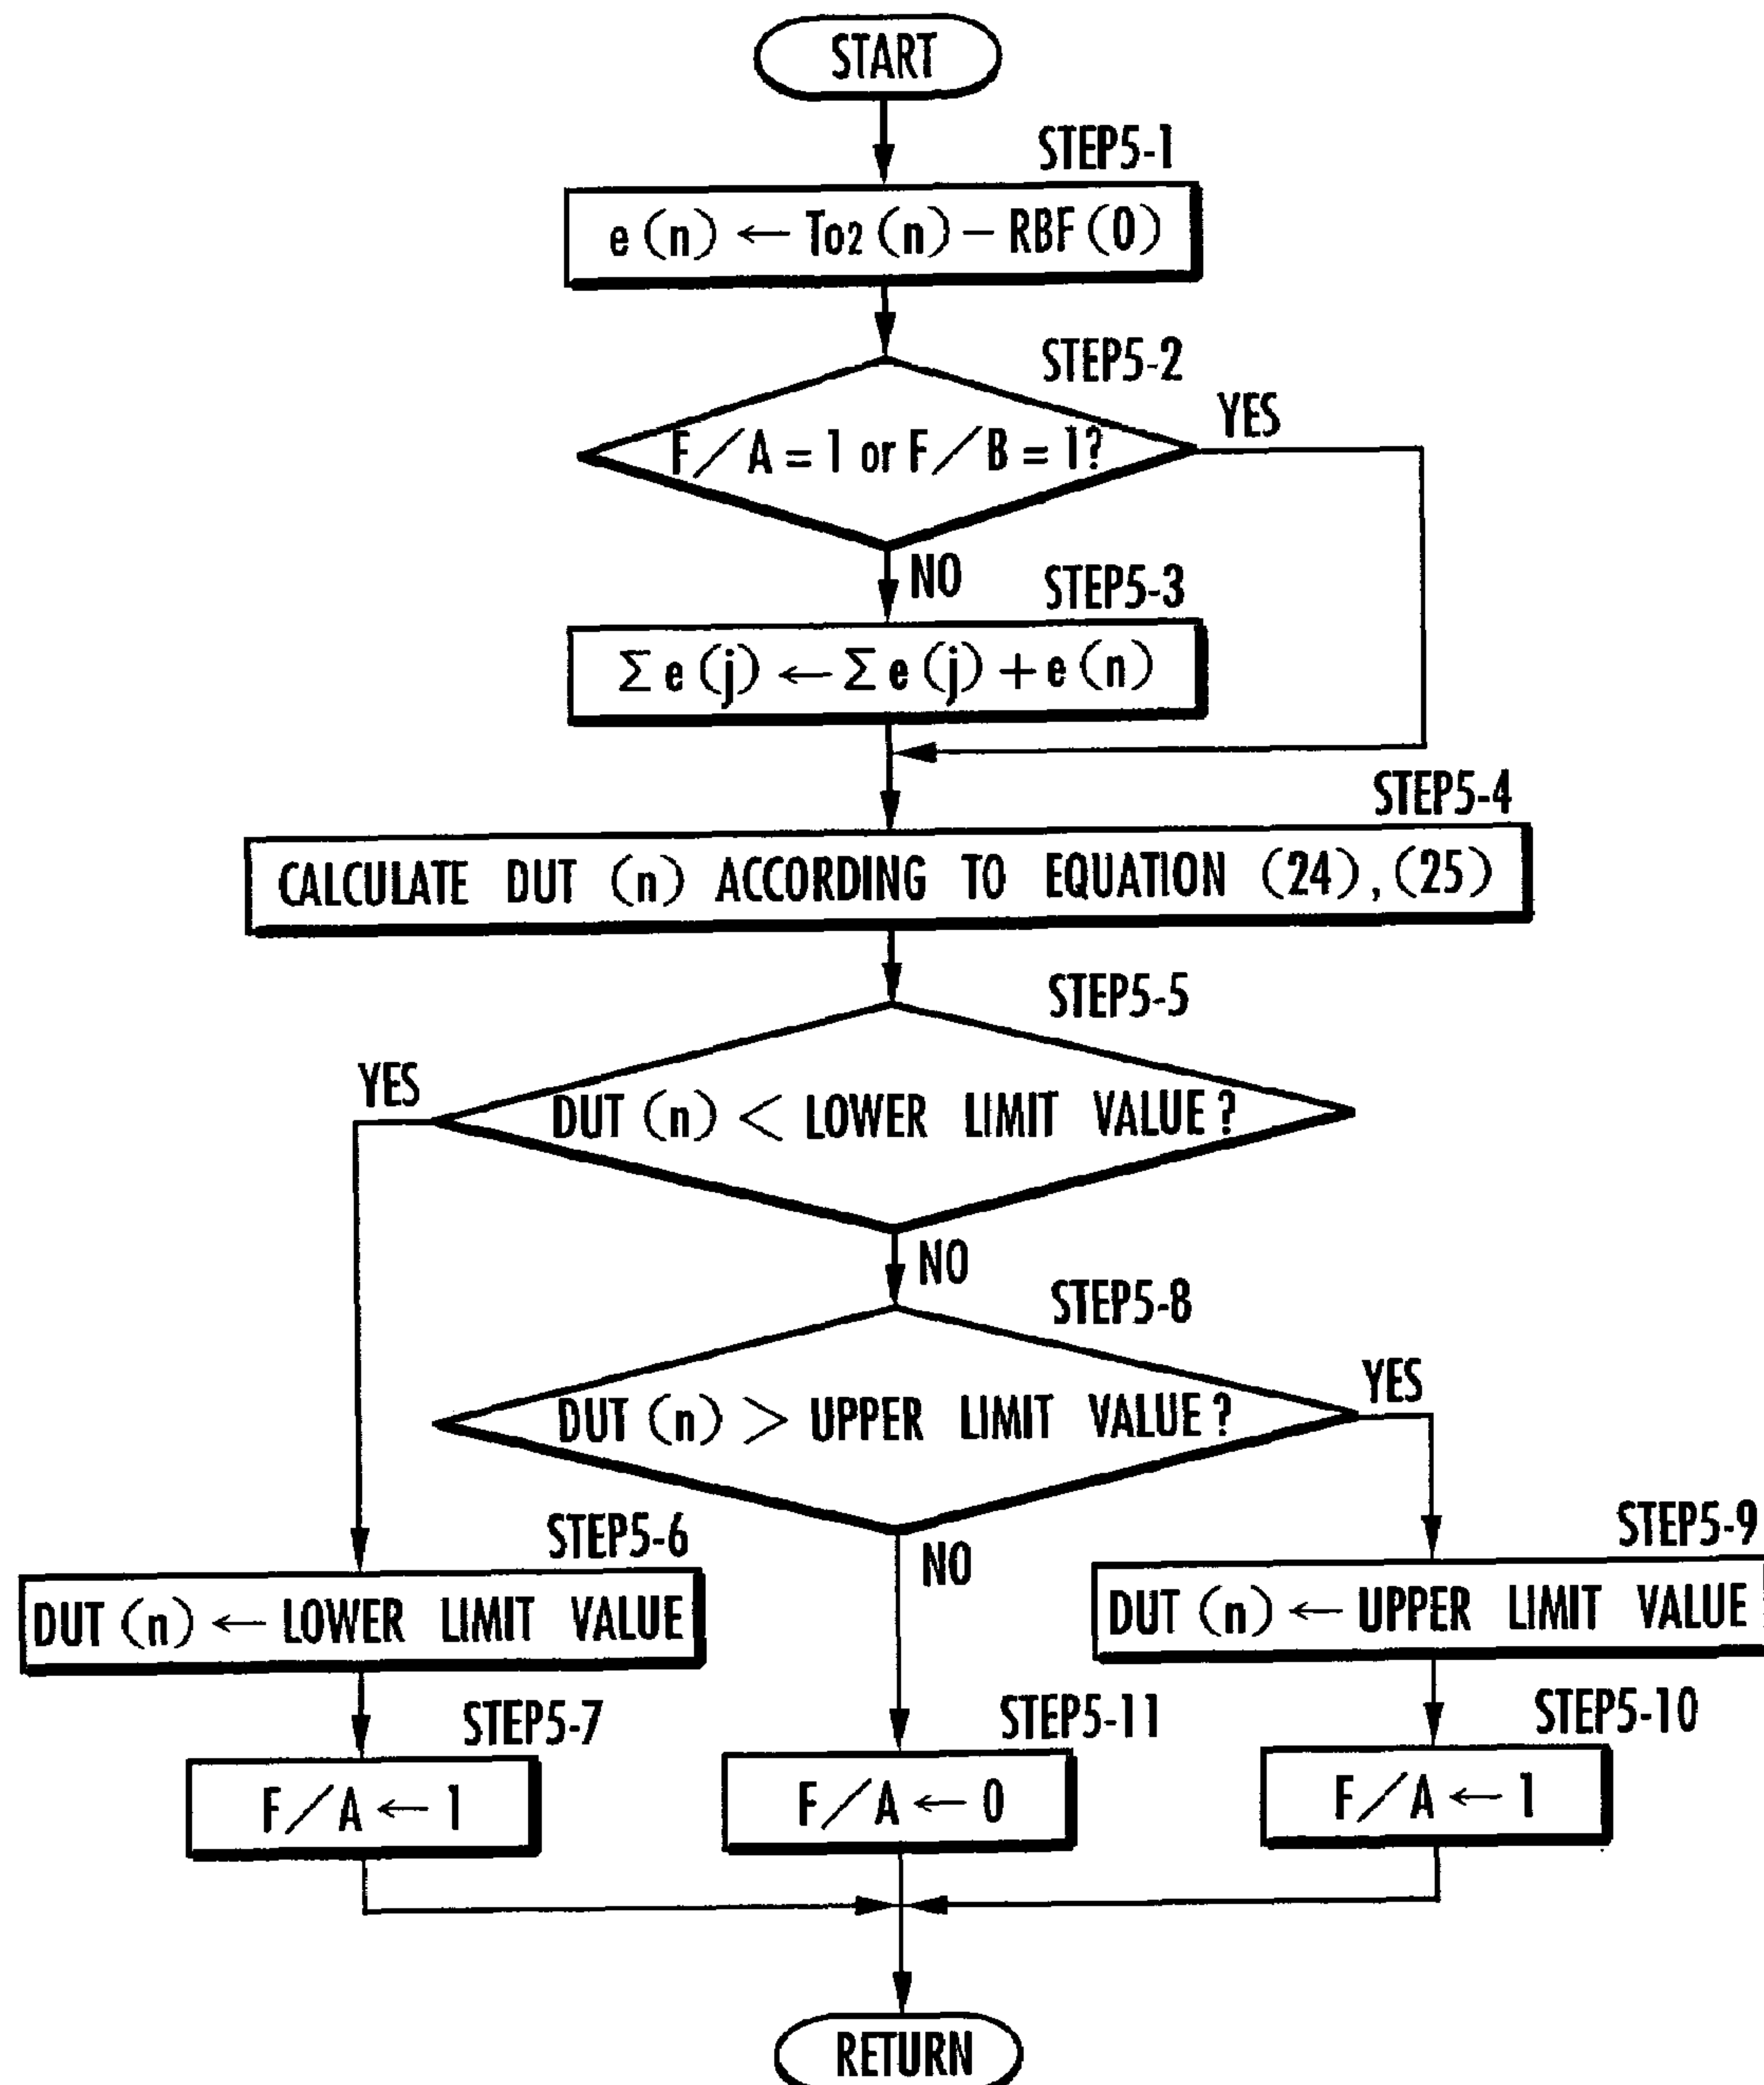 START
STEP5-1
e(n) ← To2(n) − RBF(0)
STEP5-2
F/A = 1 or F/B = 1?
YES
NO
STEP5-3
Σe(j) ← Σe(j) + e(n)
STEP5-4
CALCULATE DUT (n) ACCORDING TO EQUATION (24), (25)
STEP5-5
YES
DUT (n) < LOWER LIMIT VALUE?
NO
STEP5-8
YES
DUT (n) > UPPER LIMIT VALUE?
NO
STEP5-6
DUT (n) ← LOWER LIMIT VALUE
STEP5-9
DUT (n) ← UPPER LIMIT VALUE
STEP5-7
F/A ← 1
STEP5-11
F/A ← 0
STEP5-10
F/A ← 1
RETURN